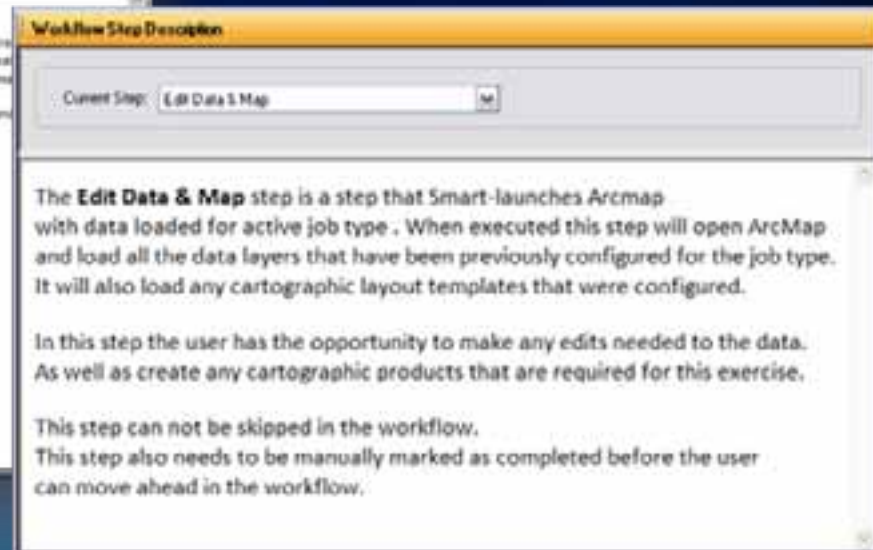 Workflow Step Description
Current Step: Edit Data & Map
The Edit Data & Map step is a step that Smart-launches Arcmap
with data loaded for active job type . When executed this step will open ArcMap
and load all the data layers that have been previously configured for the job type.
It will also load any cartographic layout templates that were configured.
In this step the user has the opportunity to make any edits needed to the data.
As well as create any cartographic products that are required for this exercise.
This step can not be skipped in the workflow.
This step also needs to be manually marked as completed before the user
can move ahead in the workflow.